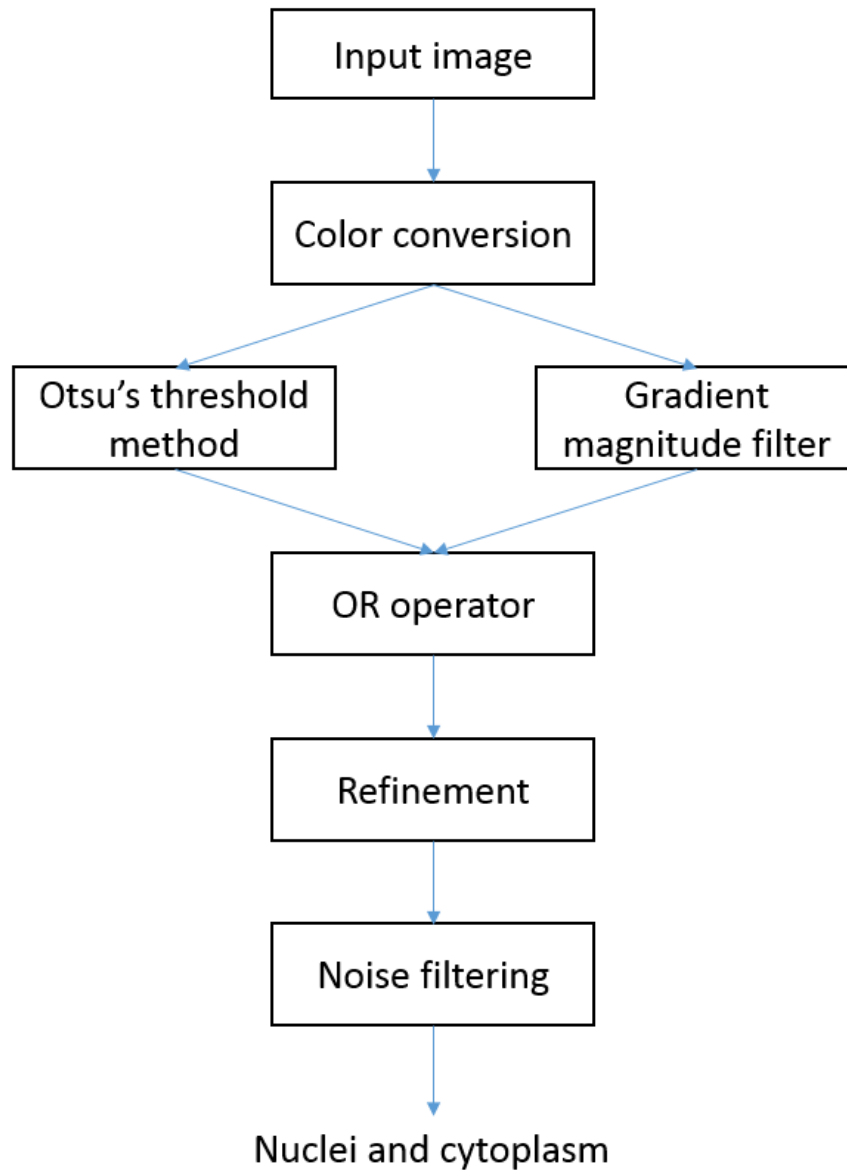 Input image
Color conversion
Otsu’s threshold
method
Gradient
magnitude filter
OR operator
Refinement
Noise filtering
Nuclei and cytoplasm